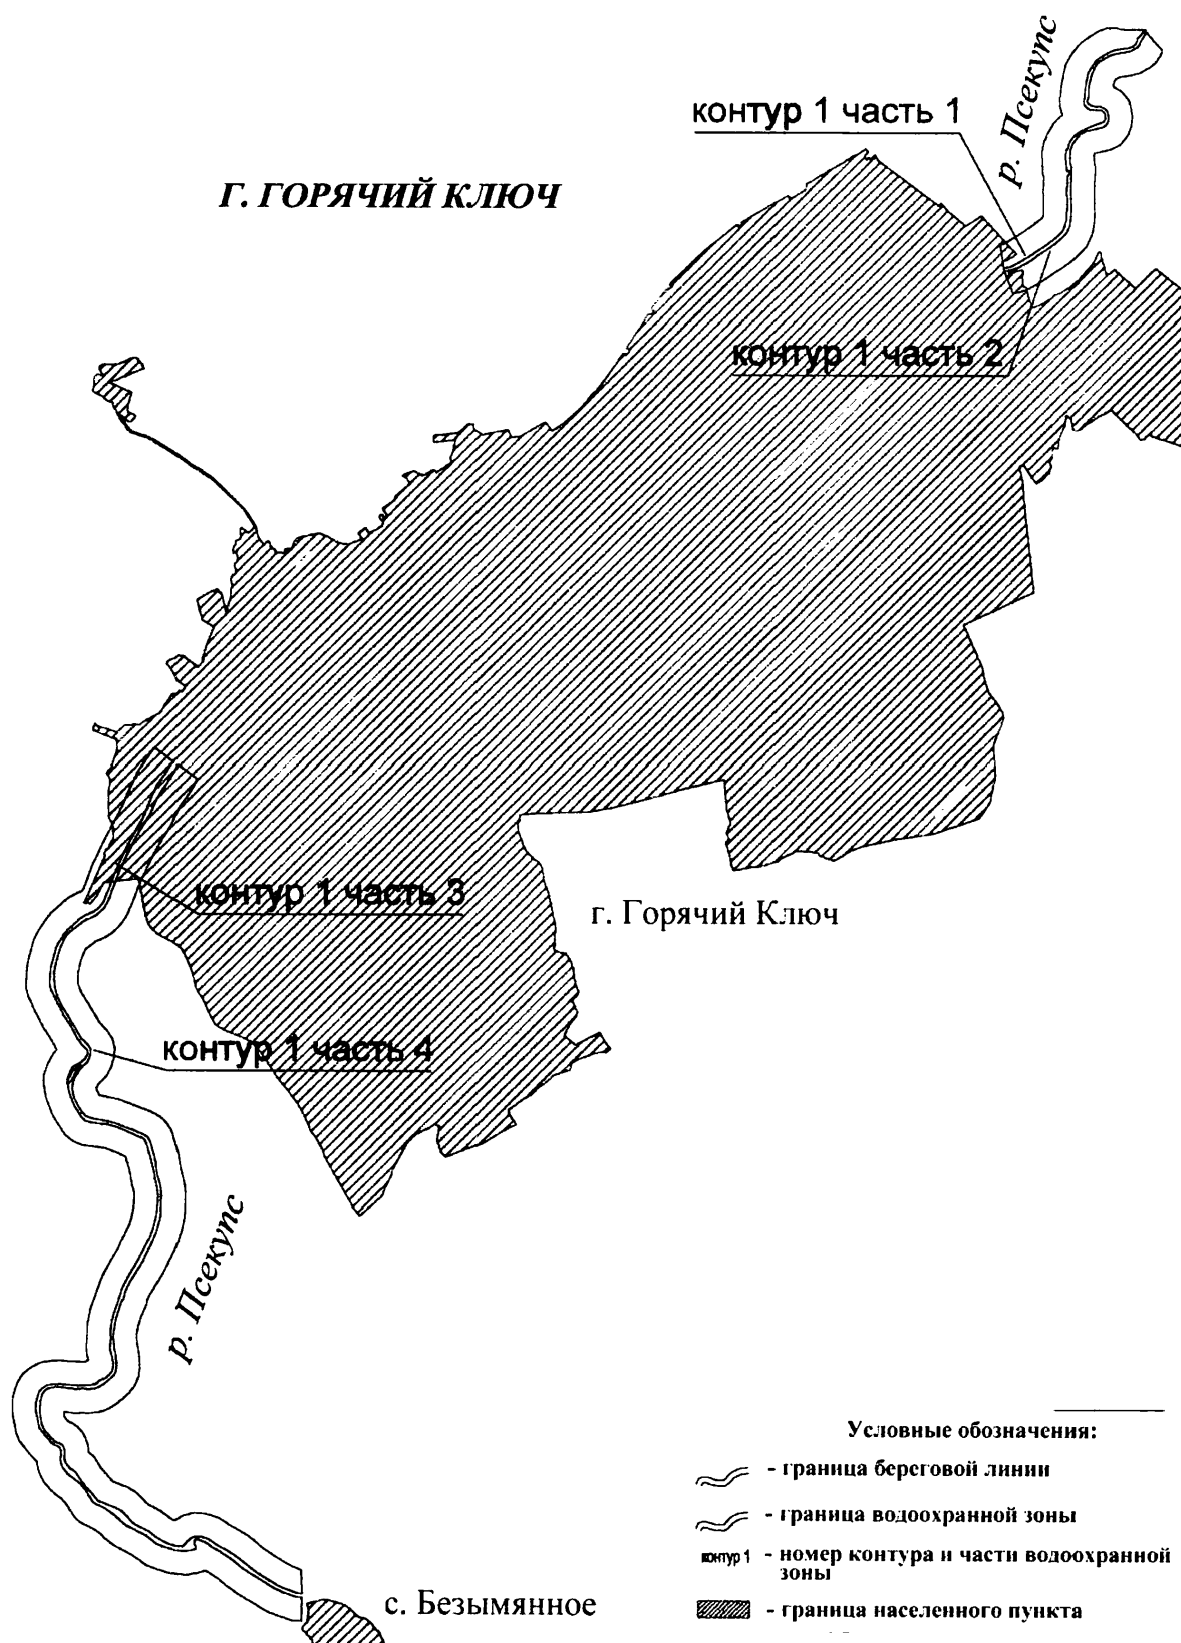 р. Псекупс
контур 1 часть 1
Г. ГОРЯЧИЙ КЛЮЧ
контур 1 часть 2
контур 1 часть 3
г. Горячий Ключ
контур 1 часть 4
р. Псекупс
Условные обозначения:
- граница береговой линии
- граница водоохранной зоны
контур 1 - номер контура и части водоохранной
зоны
- граница населенного пункта
с. Безымянное